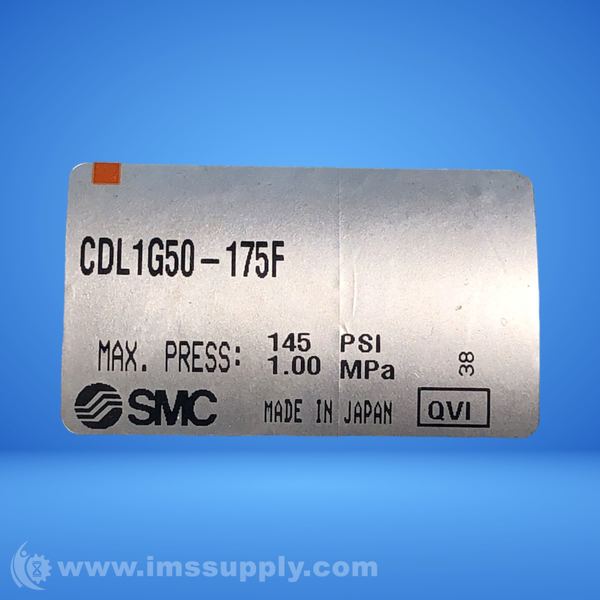 CDL1G50-175F
MAX. PRESS: 145 PSI
1.00 MPa
38
SMC MADE IN JAPAN QVI
www.imssupply.com